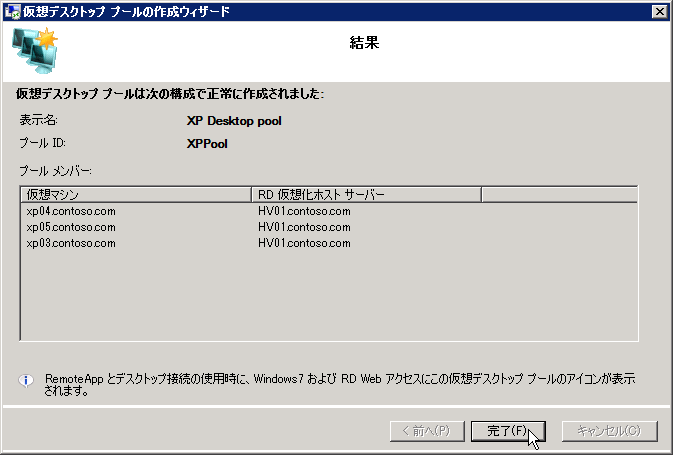 仮想デスクトップ プールの作成ウィザード
結果
仮想デスクトップ プールは次の構成で正常に作成されました:
表示名: XP Desktop pool
プール ID: XPPool
プール メンバー:
仮想マシン RD 仮想化ホスト サーバー
xp04.contoso.com HV01.contoso.com
xp05.contoso.com HV01.contoso.com
xp03.contoso.com HV01.contoso.com
RemoteApp とデスクトップ接続の使用時に、Windows7 および RD Web アクセスにこの仮想デスクトップ プールのアイコンが表示
されます。
< 前へ(P) 完了(F) キャンセル(C)